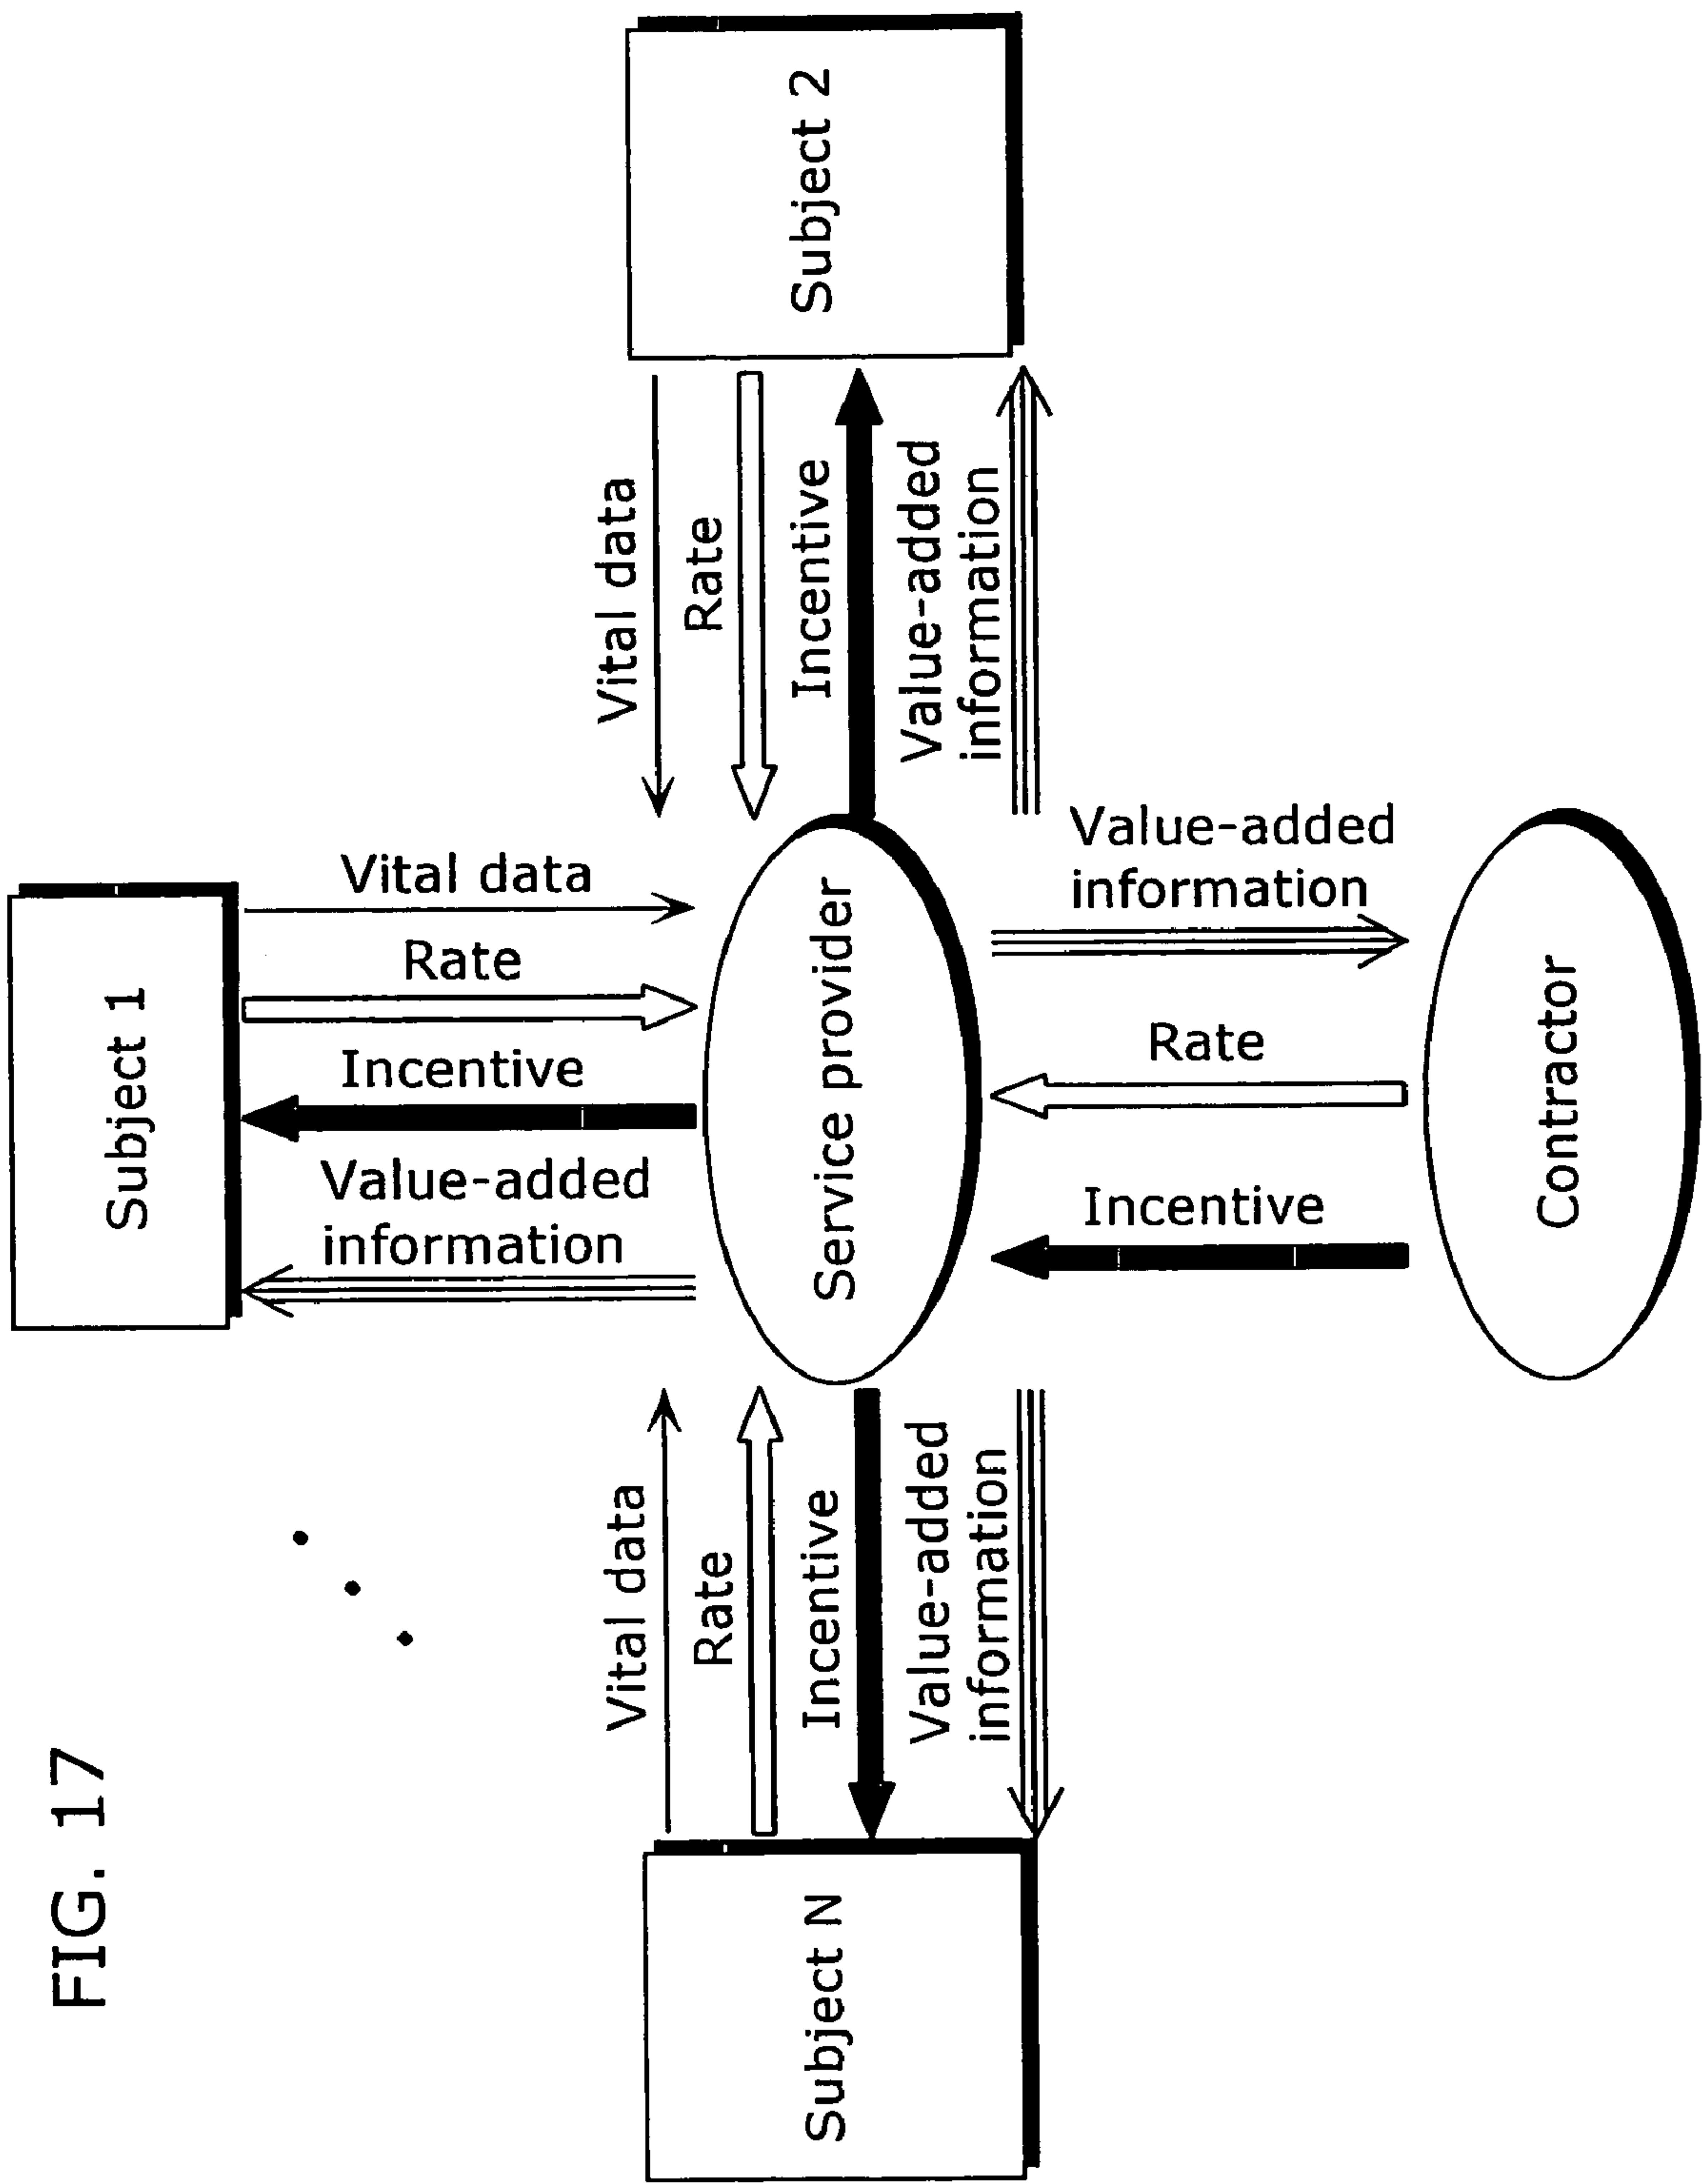 FIG. 17
Subject 1
Vital data
Rate
Incentive
Value-added
information
Subject 2
Vital data
Rate
Incentive
Value-added
information
Subject N
Vital data
Rate
Incentive
Value-added
information
Service provider
Value-added
information
Rate
Incentive
Contractor